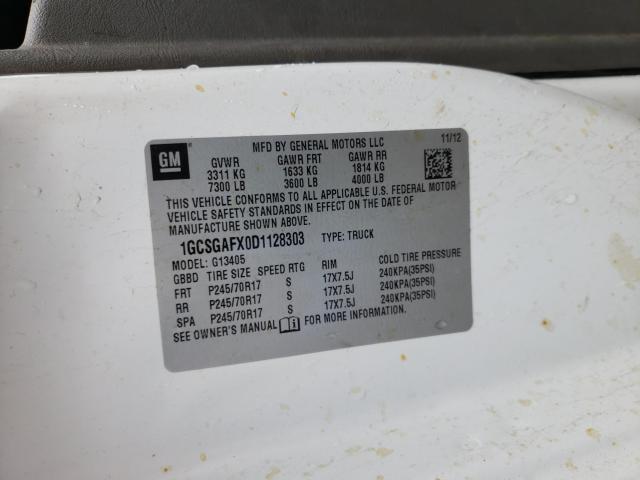 GM
MFD BY GENERAL MOTORS LLC 11/12
GVWR GAWR FRT GAWR RR
3311 KG 1633 KG 1814 KG
7300 LB 3600 LB 4000 LB
THIS VEHICLE CONFORMS TO ALL APPLICABLE U.S. FEDERAL MOTOR
VEHICLE SAFETY STANDARDS IN EFFECT ON THE DATE OF
MANUFACTURE SHOWN ABOVE.
1GCSGAFX0D1128303 TYPE: TRUCK
MODEL: G13405
GBBD TIRE SIZE SPEED RTG RIM COLD TIRE PRESSURE
FRT P245/70R17 S 17X7.5J 240KPA(35PSI)
RR P245/70R17 S 17X7.5J 240KPA(35PSI)
SPA P245/70R17 S 17X7.5J 240KPA(35PSI)
SEE OWNER'S MANUAL FOR MORE INFORMATION.